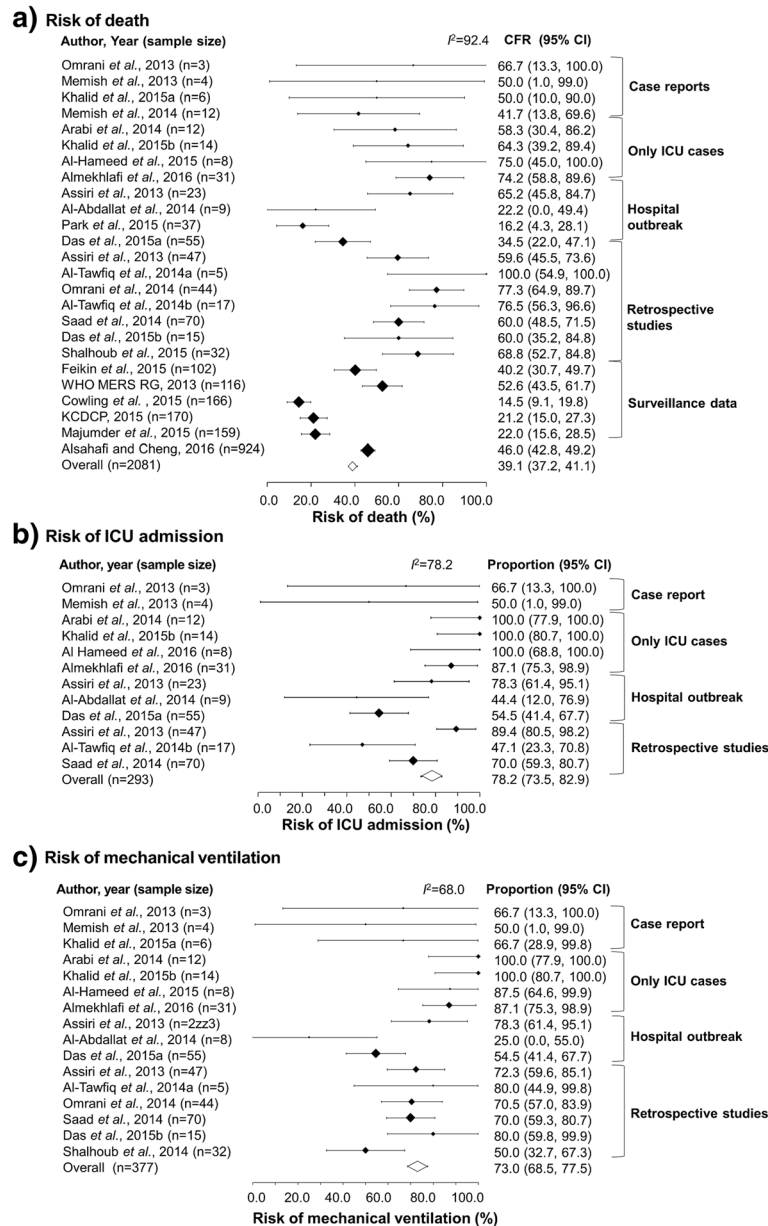 a) Risk of death
Author, Year (sample size) I²=92.4 CFR (95% CI)
Omrani et al., 2013 (n=3) 66.7 (13.3, 100.0)
Memish et al., 2013 (n=4) 50.0 (1.0, 99.0)
Khalid et al., 2015a (n=6) 50.0 (10.0, 90.0)
Memish et al., 2014 (n=12) 41.7 (13.8, 69.6)
Case reports
Arabi et al., 2014 (n=12) 58.3 (30.4, 86.2)
Khalid et al., 2015b (n=14) 64.3 (39.2, 89.4)
Al-Hameed et al., 2015 (n=8) 75.0 (45.0, 100.0)
Almekhlafi et al., 2016 (n=31) 74.2 (58.8, 89.6)
Only ICU cases
Assiri et al., 2013 (n=23) 65.2 (45.8, 84.7)
Al-Abdallat et al., 2014 (n=9) 22.2 (0.0, 49.4)
Park et al., 2015 (n=37) 16.2 (4.3, 28.1)
Das et al., 2015a (n=55) 34.5 (22.0, 47.1)
Hospital
outbreak
Assiri et al., 2013 (n=47) 59.6 (45.5, 73.6)
Al-Tawfiq et al., 2014a (n=5) 100.0 (54.9, 100.0)
Omrani et al., 2014 (n=44) 77.3 (64.9, 89.7)
Al-Tawfiq et al., 2014b (n=17) 76.5 (56.3, 96.6)
Saad et al., 2014 (n=70) 60.0 (48.5, 71.5)
Das et al., 2015b (n=15) 60.0 (35.2, 84.8)
Shalhoub et al., 2015 (n=32) 68.8 (52.7, 84.8)
Retrospective
studies
Feikin et al., 2015 (n=102) 40.2 (30.7, 49.7)
WHO MERS RG, 2013 (n=116) 52.6 (43.5, 61.7)
Cowling et al. , 2015 (n=166) 14.5 (9.1, 19.8)
KCDCP, 2015 (n=170) 21.2 (15.0, 27.3)
Majumder et al., 2015 (n=159) 22.0 (15.6, 28.5)
Surveillance data
Alsahafi and Cheng, 2016 (n=924) 46.0 (42.8, 49.2)
Overall (n=2081) 39.1 (37.2, 41.1)
0.0 20.0 40.0 60.0 80.0 100.0
Risk of death (%)
b) Risk of ICU admission
Author, year (sample size) I²=78.2 Proportion (95% CI)
Omrani et al., 2013 (n=3) 66.7 (13.3, 100.0)
Memish et al., 2013 (n=4) 50.0 (1.0, 99.0)
Case report
Arabi et al., 2014 (n=12) 100.0 (77.9, 100.0)
Khalid et al., 2015b (n=14) 100.0 (80.7, 100.0)
Al Hameed et al., 2016 (n=8) 100.0 (68.8, 100.0)
Almekhlafi et al., 2016 (n=31) 87.1 (75.3, 98.9)
Only ICU cases
Assiri et al., 2013 (n=23) 78.3 (61.4, 95.1)
Al-Abdallat et al., 2014 (n=9) 44.4 (12.0, 76.9)
Das et al., 2015a (n=55) 54.5 (41.4, 67.7)
Hospital outbreak
Assiri et al., 2013 (n=47) 89.4 (80.5, 98.2)
Al-Tawfiq et al., 2014b (n=17) 47.1 (23.3, 70.8)
Saad et al., 2014 (n=70) 70.0 (59.3, 80.7)
Retrospective studies
Overall (n=293) 78.2 (73.5, 82.9)
0.0 20.0 40.0 60.0 80.0 100.0
Risk of ICU admission (%)
c) Risk of mechanical ventilation
Author, year (sample size) I²=68.0 Proportion (95% CI)
Omrani et al., 2013 (n=3) 66.7 (13.3, 100.0)
Memish et al., 2013 (n=4) 50.0 (1.0, 99.0)
Khalid et al., 2015a (n=6) 66.7 (28.9, 99.8)
Case report
Arabi et al., 2014 (n=12) 100.0 (77.9, 100.0)
Khalid et al., 2015b (n=14) 100.0 (80.7, 100.0)
Al-Hameed et al., 2015 (n=8) 87.5 (64.6, 99.9)
Almekhlafi et al., 2016 (n=31) 87.1 (75.3, 98.9)
Only ICU cases
Assiri et al., 2013 (n=2zz3) 78.3 (61.4, 95.1)
Al-Abdallat et al., 2014 (n=8) 25.0 (0.0, 55.0)
Das et al., 2015a (n=55) 54.5 (41.4, 67.7)
Hospital outbreak
Assiri et al., 2013 (n=47) 72.3 (59.6, 85.1)
Al-Tawfiq et al., 2014a (n=5) 80.0 (44.9, 99.8)
Omrani et al., 2014 (n=44) 70.5 (57.0, 83.9)
Saad et al., 2014 (n=70) 70.0 (59.3, 80.7)
Das et al., 2015b (n=15) 80.0 (59.8, 99.9)
Shalhoub et al., 2014 (n=32) 50.0 (32.7, 67.3)
Retrospective studies
Overall (n=377) 73.0 (68.5, 77.5)
0.0 20.0 40.0 60.0 80.0 100.0
Risk of mechanical ventilation (%)